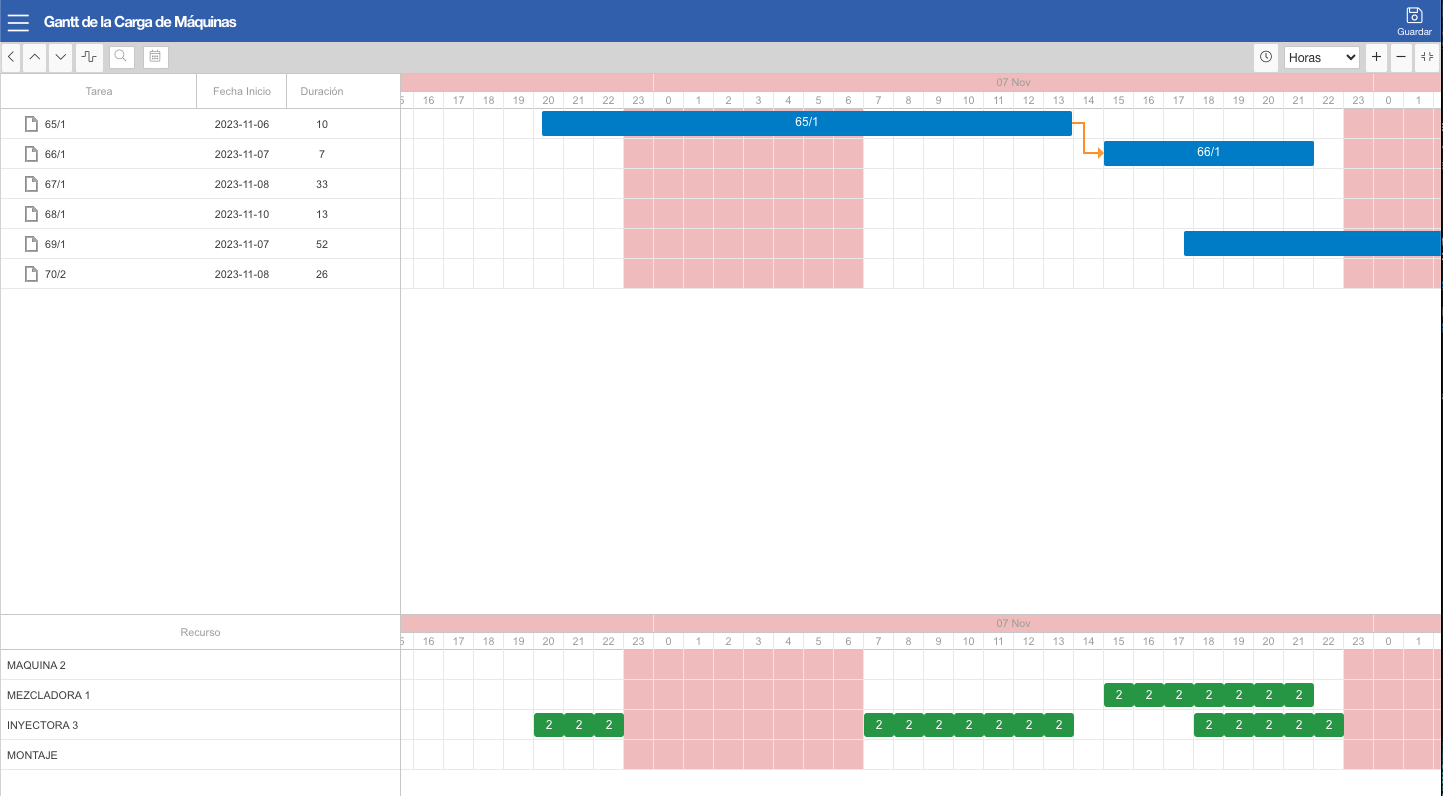 Gantt de la Carga de Máquinas
Guardar
Horas
07 Nov
Tarea Fecha Inicio Duración
16 17 18 19 20 21 22 23 0 1 2 3 4 5 6 7 8 9 10 11 12 13 14 15 16 17 18 19 20 21 22 23 0 1
65/1 2023-11-06 10 65/1
66/1 2023-11-07 7 66/1
67/1 2023-11-08 33
68/1 2023-11-10 13
69/1 2023-11-07 52
70/2 2023-11-08 26
07 Nov
Recurso
16 17 18 19 20 21 22 23 0 1 2 3 4 5 6 7 8 9 10 11 12 13 14 15 16 17 18 19 20 21 22 23 0 1
MAQUINA 2
MEZCLADORA 1 2 2 2 2 2 2 2
INYECTORA 3 2 2 2 2 2 2 2 2 2 2 2 2 2 2 2
MONTAJE